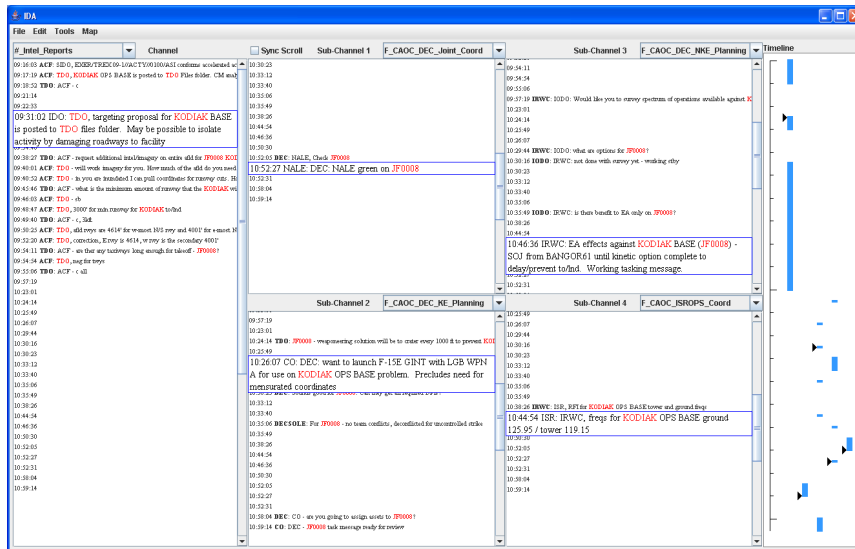 IDA
File Edit Tools Map
#_Intel_Reports Channel
09:16:03 ACF: SIDO, EXER/TREX 09-1/ACTY/00100/ASI conforms accelerated ac
09:17:19 ACF: TDO, KODIAK OPS BASE is posted to TDO Files folder. CM analy
09:18:52 TDO: ACF - c
09:21:14
09:22:33
09:31:02 IDO: TDO, targeting proposal for KODIAK BASE
is posted to TDO files folder. May be possible to isolate
activity by damaging roadways to facility
09:38:27 TDO: ACF - request additional intel/imagery on entire afld for JF0008 KOD
09:40:01 ACF: TDO - will work imagery for you. How much of the afld do you need
09:40:52 ACF: TDO - in you are inundated I can pull coordinates for runway cuts. Ha
09:45:46 TDO: ACF - what is the minimum amount of runway that the KODIAK wi
09:46:03 ACF: TDO - stb
09:48:47 ACF: TDO, 3000' for min runway for KODIAK to/lnd.
09:49:40 TDO: ACF - c, 3kft.
09:50:25 ACF: TDO, afld rwys are 4614' for w-most N/S rwy and 4001' for e-most N
09:52:20 ACF: TDO, correction, E rwy is 4614, w rwy is the secondary 4001'
09:54:11 TDO: ACF - are ther any taxiways long enough for takeoff - JF0008?
09:54:54 ACF: TDO, neg for twys
09:55:06 TDO: ACF - c all
09:57:19
10:23:01
10:24:14
10:25:49
10:26:07
10:29:44
10:30:16
10:30:23
10:33:12
10:33:40
10:35:06
10:35:49
10:38:26
10:44:54
10:46:36
10:50:30
10:52:05
10:52:27
10:52:31
10:58:04
10:59:14
Sync Scroll Sub-Channel 1 F_CAOC_DEC_Joint_Coord
10:30:23
10:33:12
10:33:40
10:35:06
10:35:49
10:38:26
10:44:54
10:46:36
10:50:30
10:52:05 DEC: NALE, Check JF0008
10:52:27 NALE: DEC: NALE green on JF0008
10:52:31
10:58:04
10:59:14
Sub-Channel 2 F_CAOC_DEC_KE_Planning
09:57:19
10:23:01
10:24:14 TDO: JF0008 - weaponeering solution will be to crater every 1000 ft to prevent KOD
10:25:49
10:26:07 CO: DEC: want to launch F-15E GINT with LGB WPN
A for use on KODIAK OPS BASE problem. Precludes need for
mensurated coordinates
10:33:12
10:33:40
10:35:06 DECSOLE: For JF0008 - no team conflicts, deconflicted for uncontrolled strike
10:35:49
10:38:26
10:44:54
10:46:36
10:50:30
10:52:05
10:52:27
10:52:31
10:58:04 DEC: CO - are you going to assign assets to JF0008?
10:59:14 CO: DEC - JF0008 task message ready for review
Sub-Channel 3 F_CAOC_DEC_NKE_Planning
09:54:11
09:54:54
09:55:06
09:57:19 IRWC: IODO: Would like you to survey spectrum of operations available against K
10:23:01
10:24:14
10:25:49
10:26:07
10:29:44 IRWC: IODO: what are options for JF0008?
10:30:16 IODO: IRWC: not done with survey yet - working sthy
10:30:23
10:33:12
10:33:40
10:35:06
10:35:49 IODO: IRWC: is there benefit to EA only on JF0008?
10:38:26
10:44:54
10:46:36 IRWC: EA effects against KODIAK BASE (JF0008) -
SOJ from BANGOR61 until kinetic option complete to
delay/prevent to/lnd. Working tasking message.
10:52:31
Sub-Channel 4 F_CAOC_ISROPS_Coord
10:25:49
10:26:07
10:29:44
10:30:16
10:30:23
10:33:12
10:33:40
10:35:06
10:35:49
10:38:26 IRWC: ISR, RFI for KODIAK OPS BASE tower and ground freqs
10:44:54 ISR: IRWC, freqs for KODIAK OPS BASE ground
125.95 / tower 119.15
10:50:30
10:52:05
10:52:27
10:52:31
10:58:04
10:59:14
Timeline